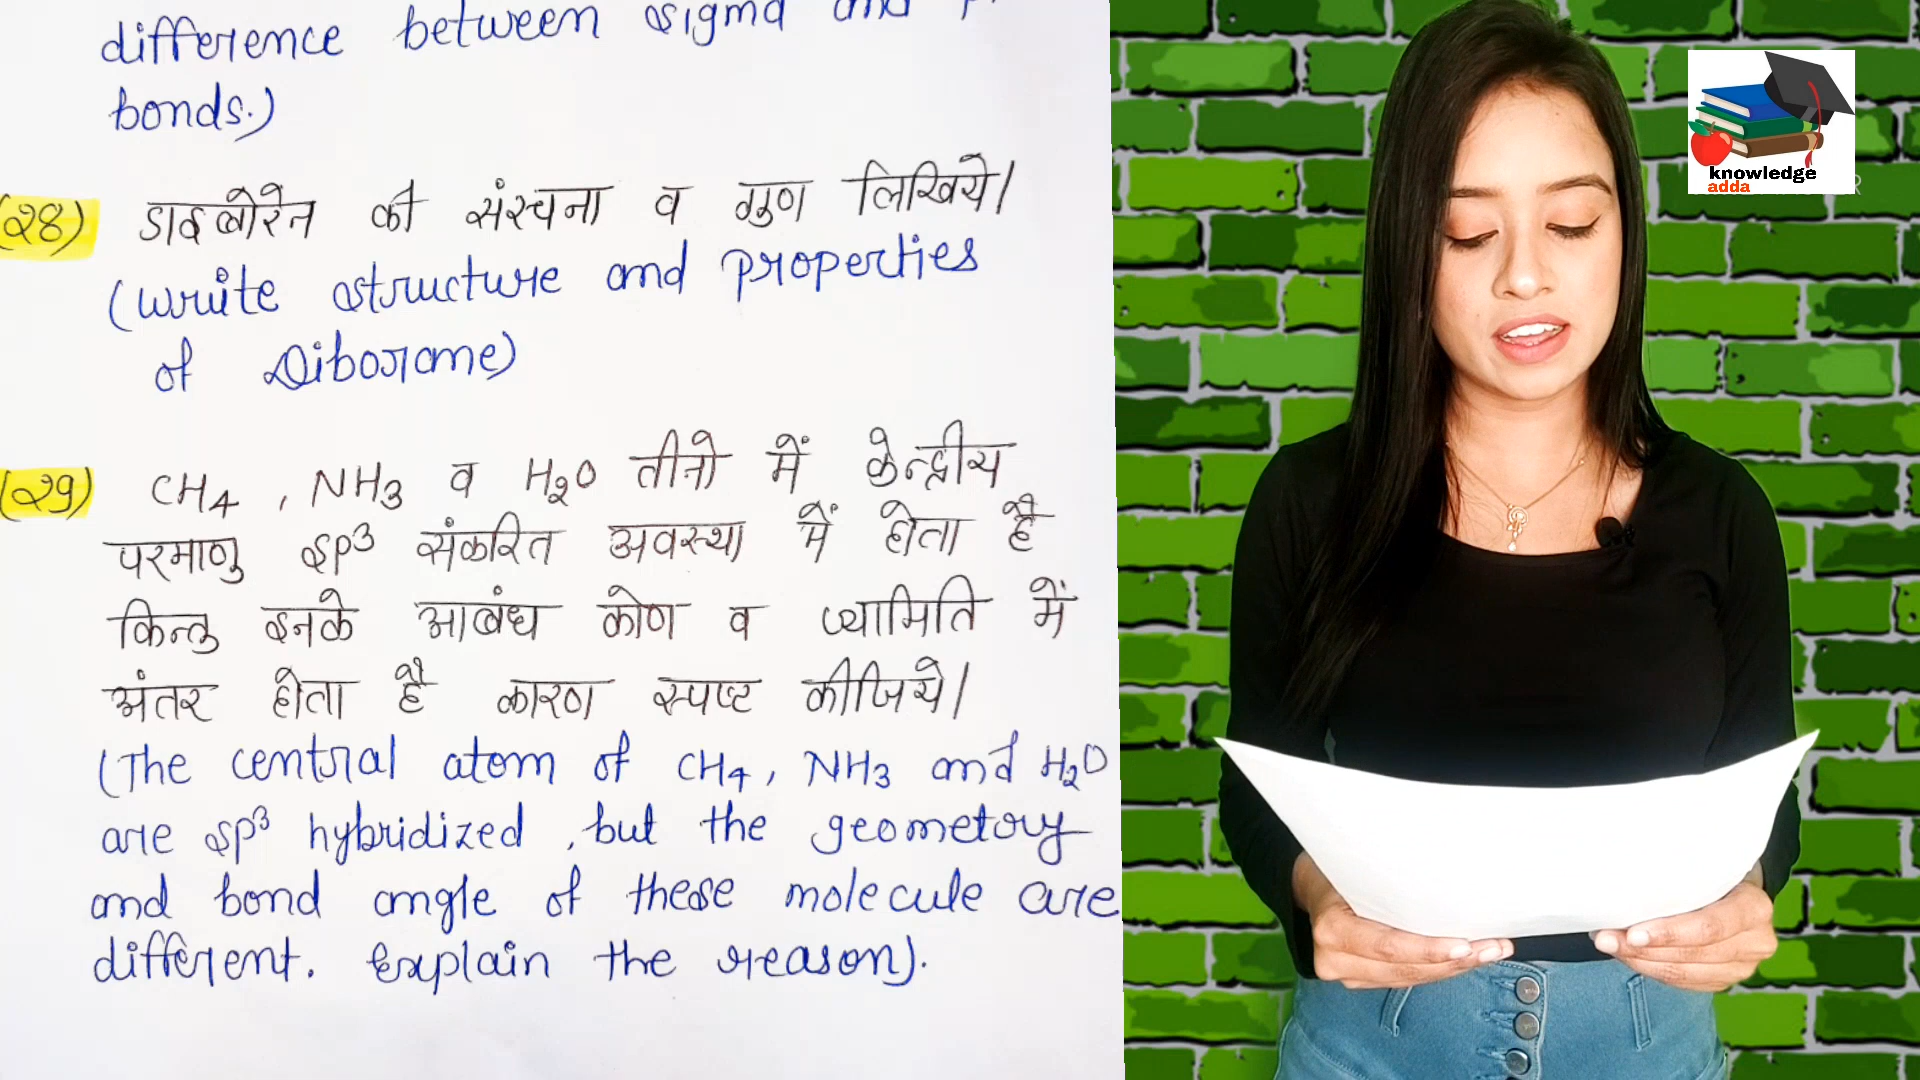 difference between sigma and
bonds.)
(28) डाइबोरेन की संरचना व गुण लिखिये।
(write structure and properties
of Diborane)
(29) CH4, NH3 व H2O तीनो में केन्द्रीय
परमाणु sp3 संकरित अवस्था में होता है
किन्तु इनके आबंध कोण व ज्यामिति में
अंतर होता है कारण स्पष्ट कीजिये।
(The central atom of CH4, NH3 and H2O
are sp3 hybridized, but the geometory
and bond angle of these molecule are
different. Explain the reason).
knowledge
adda